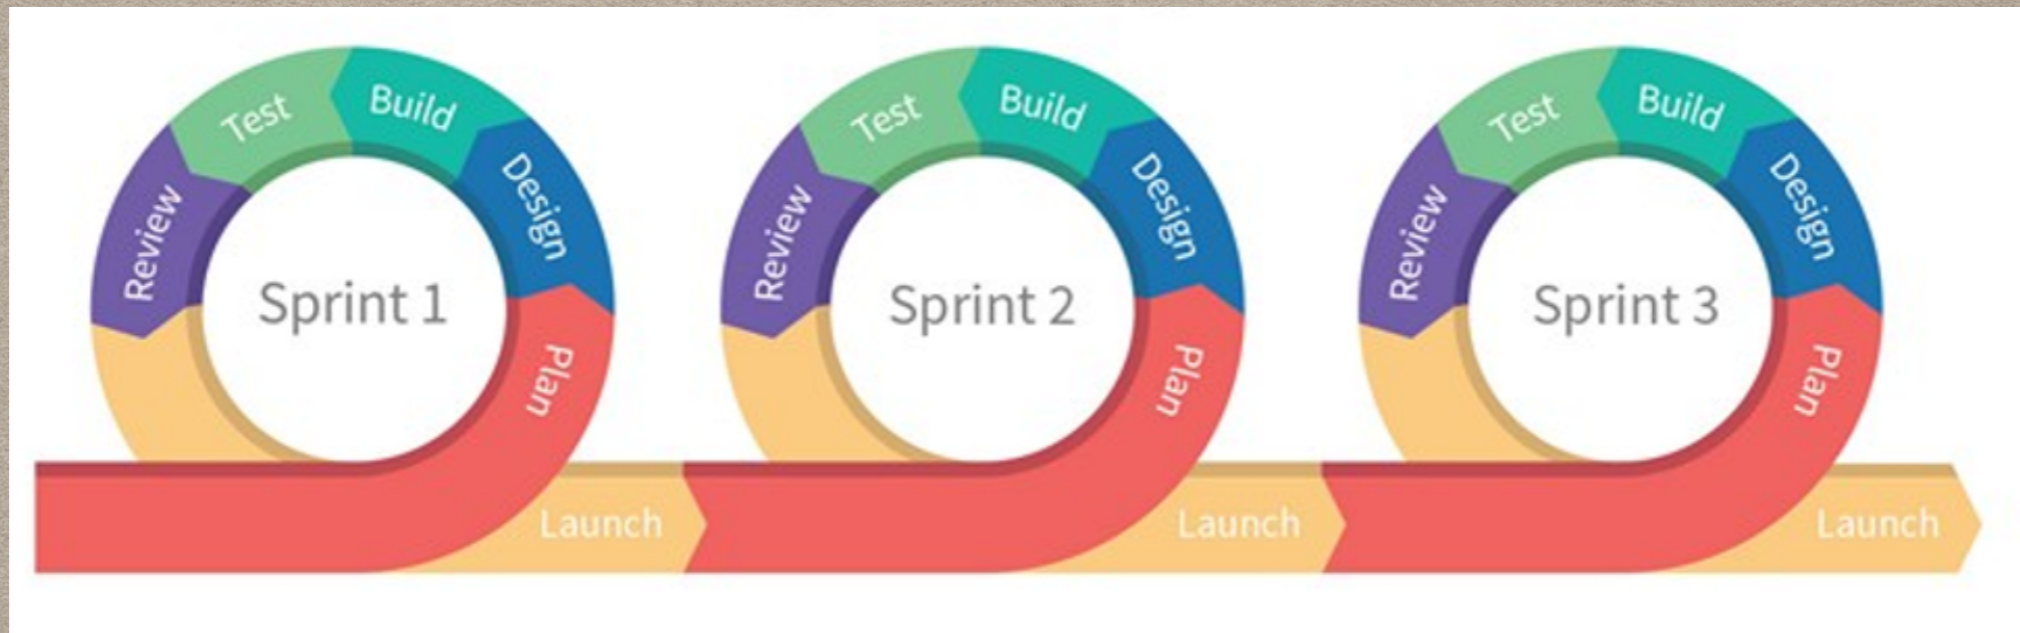 Test
Build
Design
Review
Sprint 1
Plan
Launch
Test
Build
Design
Review
Sprint 2
Plan
Launch
Test
Build
Design
Review
Sprint 3
Plan
Launch